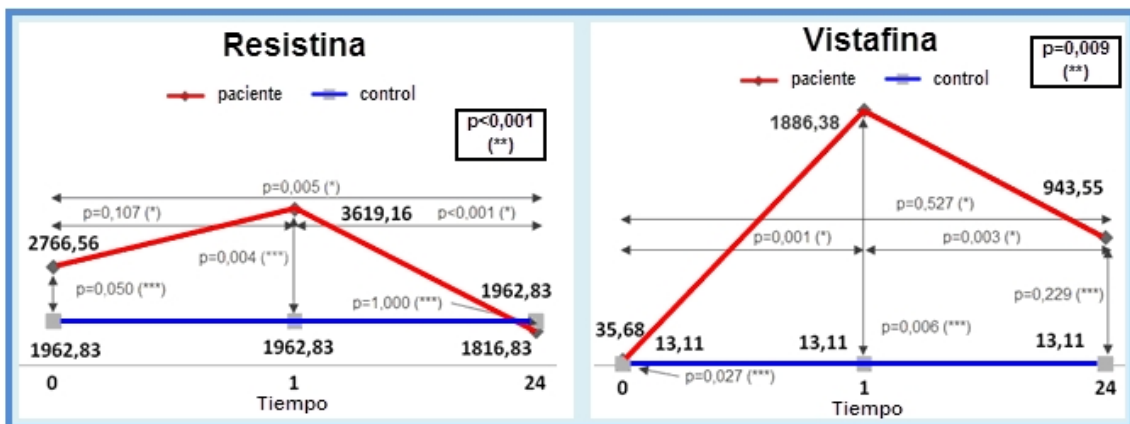 Resistina
paciente control
p<0,001
(**)
p=0,005 (*)
p=0,107 (*)
3619,16
p<0,001 (*)
2766,56
p=0,004 (***)
p=0,050 (***)
1962,83
p=1,000 (***)
1962,83
1962,83
1816,83
0
1
24
Tiempo
Vistafina
p=0,009
(**)
paciente control
1886,38
943,55
p=0,527 (*)
p=0,001 (*)
p=0,003 (*)
p=0,229 (***)
35,68
13,11
13,11
p=0,006 (***)
13,11
p=0,027 (***)
0
1
24
Tiempo